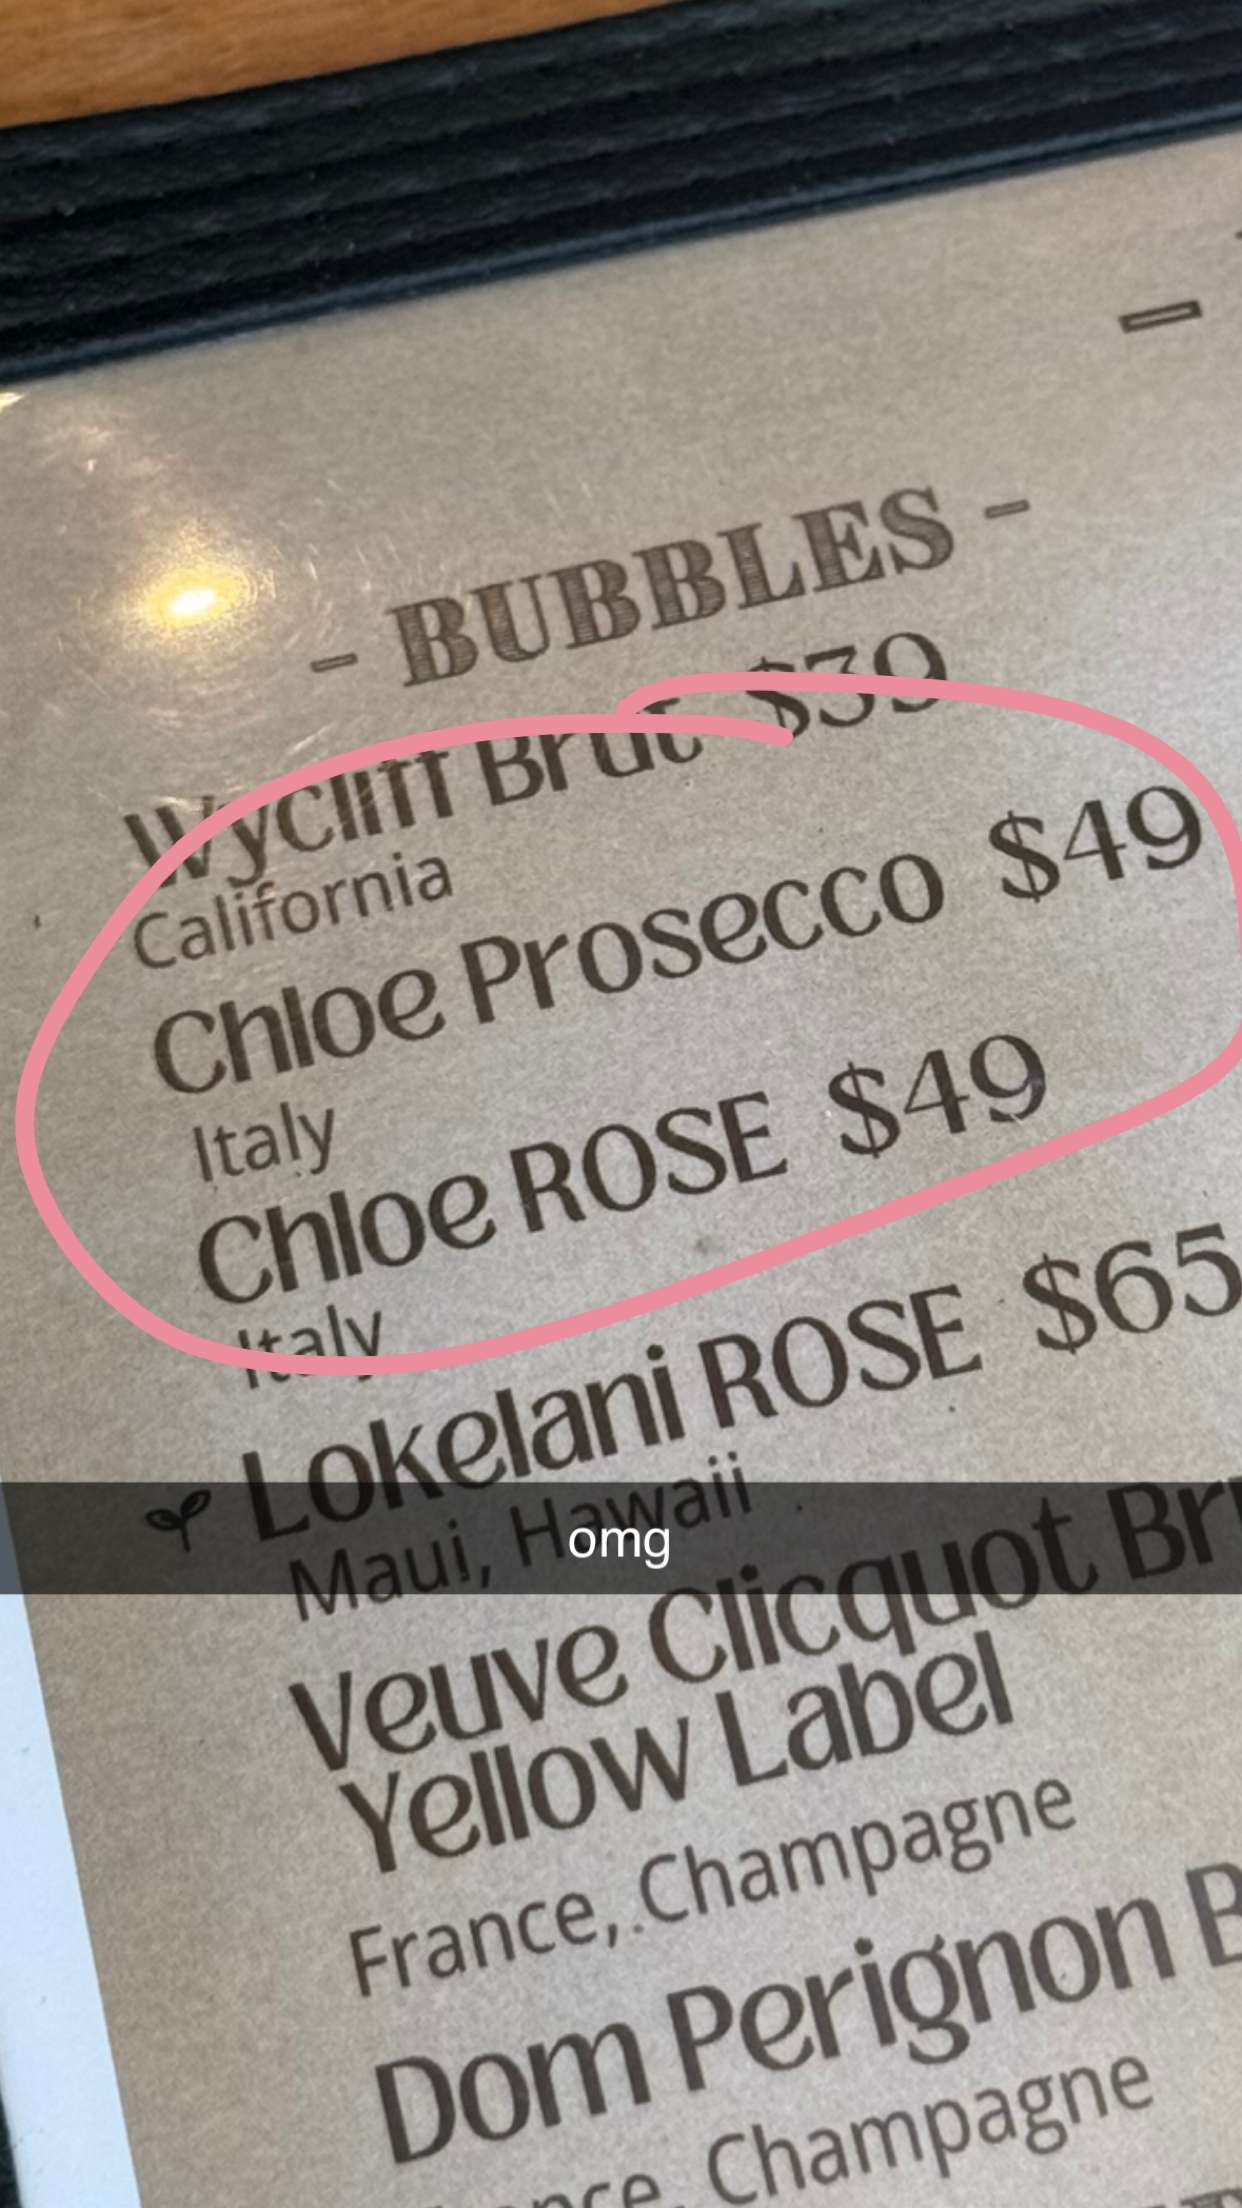 - BUBBLES -
Wycliff Brut $39
California
Chloe Prosecco $49
Italy
Chloe ROSE $49
Italy
Lokelani ROSE $65
Maui, Hawaii
omg
Veuve Clicquot
Yellow Label
France, Champagne
Dom Perignon
Champagne